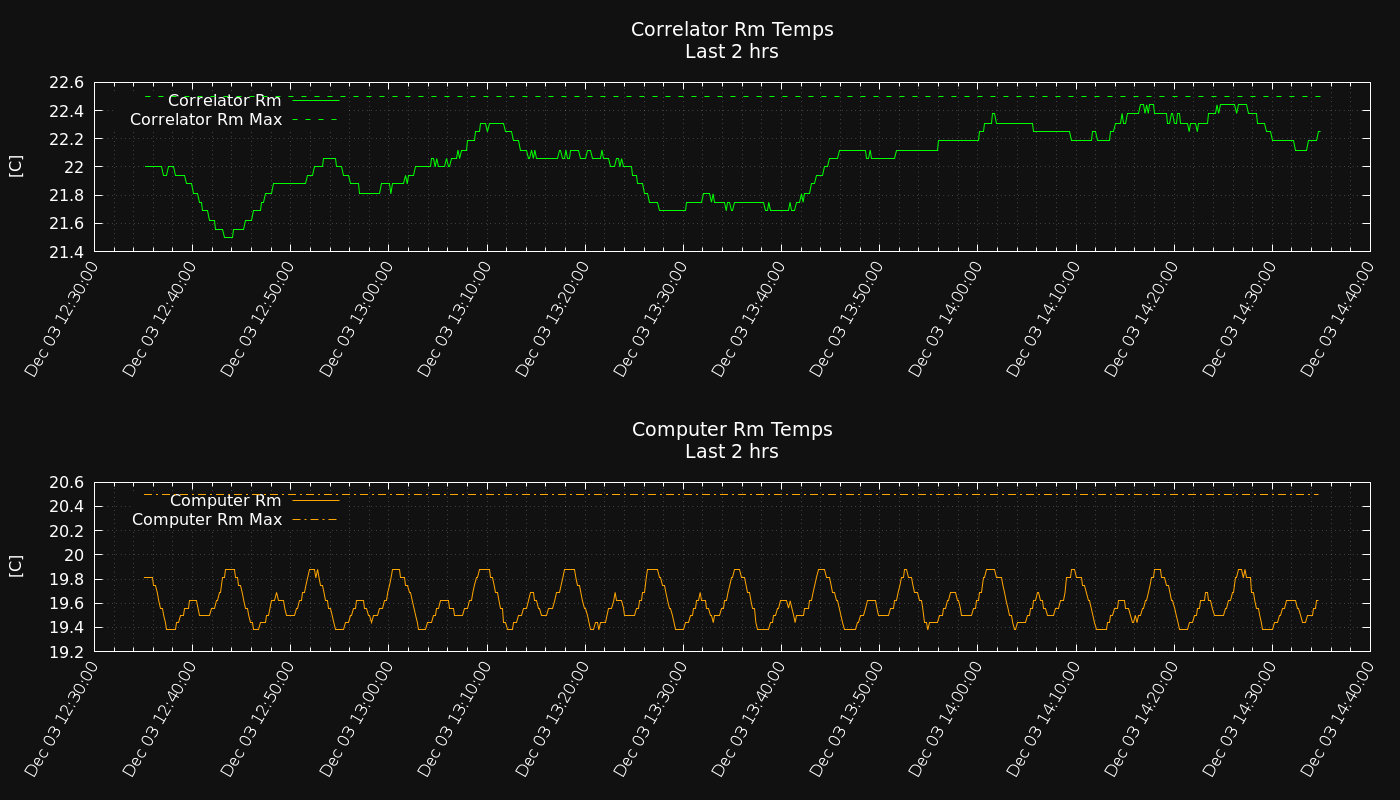 Correlator Rm Temps
Last 2 hrs
22.6
22.4
22.2
22
21.8
21.6
21.4
[C]
Correlator Rm
Correlator Rm Max
Dec 03 12:30:00
Dec 03 12:40:00
Dec 03 12:50:00
Dec 03 13:00:00
Dec 03 13:10:00
Dec 03 13:20:00
Dec 03 13:30:00
Dec 03 13:40:00
Dec 03 13:50:00
Dec 03 14:00:00
Dec 03 14:10:00
Dec 03 14:20:00
Dec 03 14:30:00
Dec 03 14:40:00
Computer Rm Temps
Last 2 hrs
20.6
20.4
20.2
20
19.8
19.6
19.4
19.2
[C]
Computer Rm
Computer Rm Max
Dec 03 12:30:00
Dec 03 12:40:00
Dec 03 12:50:00
Dec 03 13:00:00
Dec 03 13:10:00
Dec 03 13:20:00
Dec 03 13:30:00
Dec 03 13:40:00
Dec 03 13:50:00
Dec 03 14:00:00
Dec 03 14:10:00
Dec 03 14:20:00
Dec 03 14:30:00
Dec 03 14:40:00